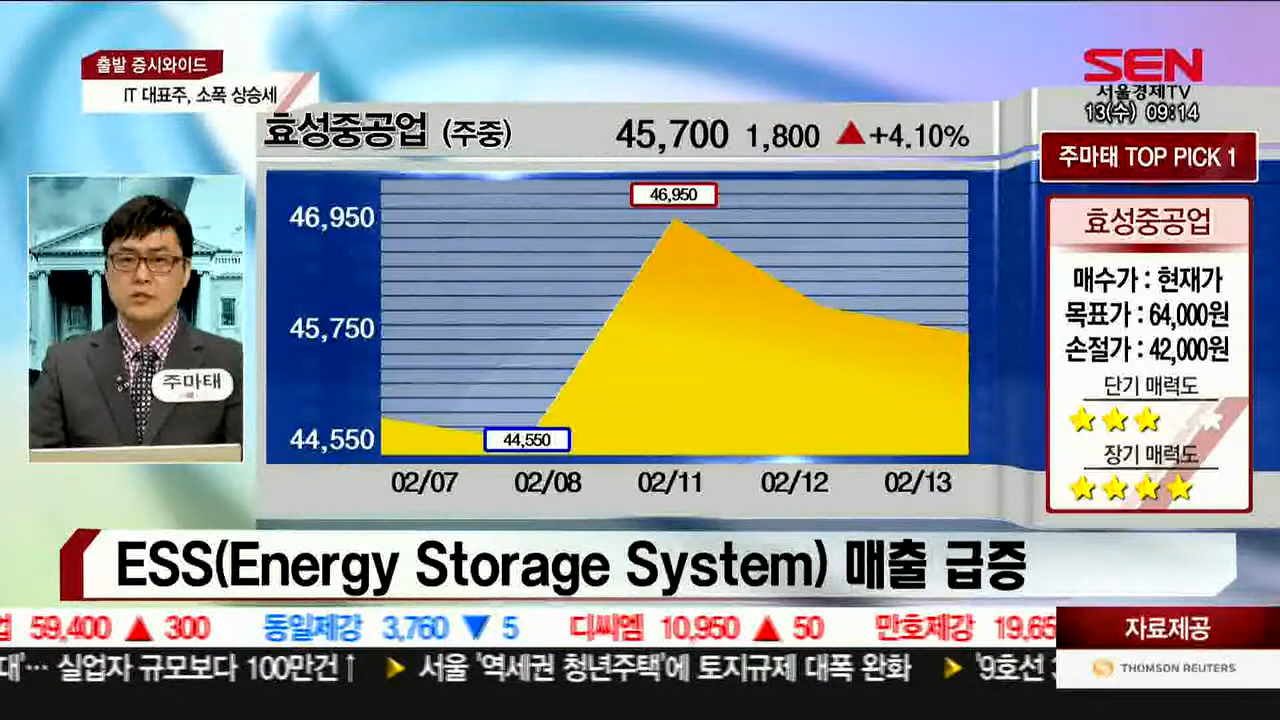 출발 증시와이드
IT 대표주, 소폭 상승세
SEN
서울경제TV
13(수) 09:14
효성중공업 (주중) 45,700 1,800 ▲+4.10%
주마태 TOP PICK 1
46,950
46,950
45,750
44,550
44,550
02/07 02/08 02/11 02/12 02/13
주마태
효성중공업
매수가 : 현재가
목표가 : 64,000원
손절가 : 42,000원
단기 매력도
★★★ ★
장기 매력도
★★★★
ESS(Energy Storage System) 매출 급증
59,400 ▲ 300 동일제강 3,760 ▼ 5 디씨엠 10,950 ▲ 50 만호제강 19,65
자료제공
실업자 규모보다 100만건↑ ▶ 서울 '역세권 청년주택'에 토지규제 대폭 완화 ▶ '9호선
THOMSON REUTERS